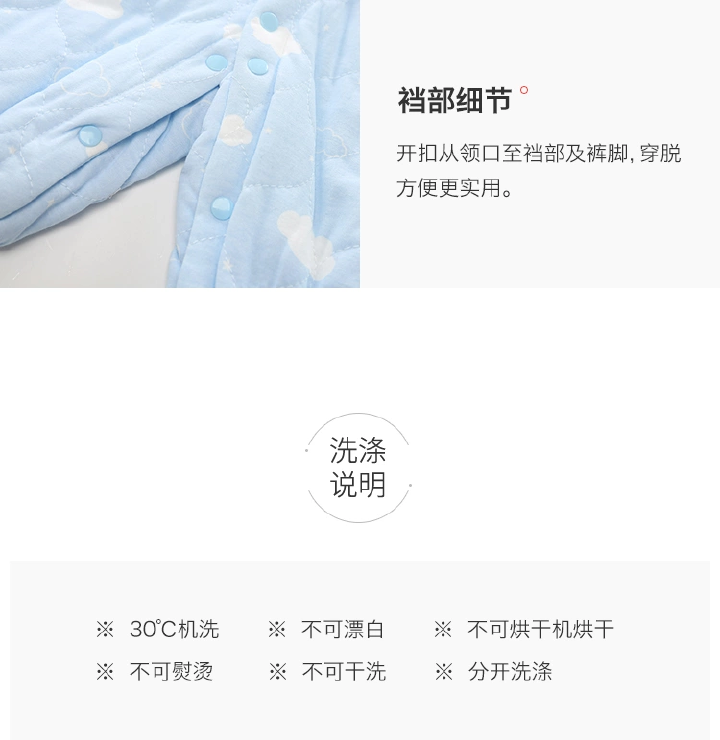 裆部细节
开扣从领口至裆部及裤脚,穿脱
方便更实用。
洗涤
说明
※ 30℃机洗 ※ 不可漂白 ※ 不可烘干机烘干
※ 不可熨烫 ※ 不可干洗 ※ 分开洗涤